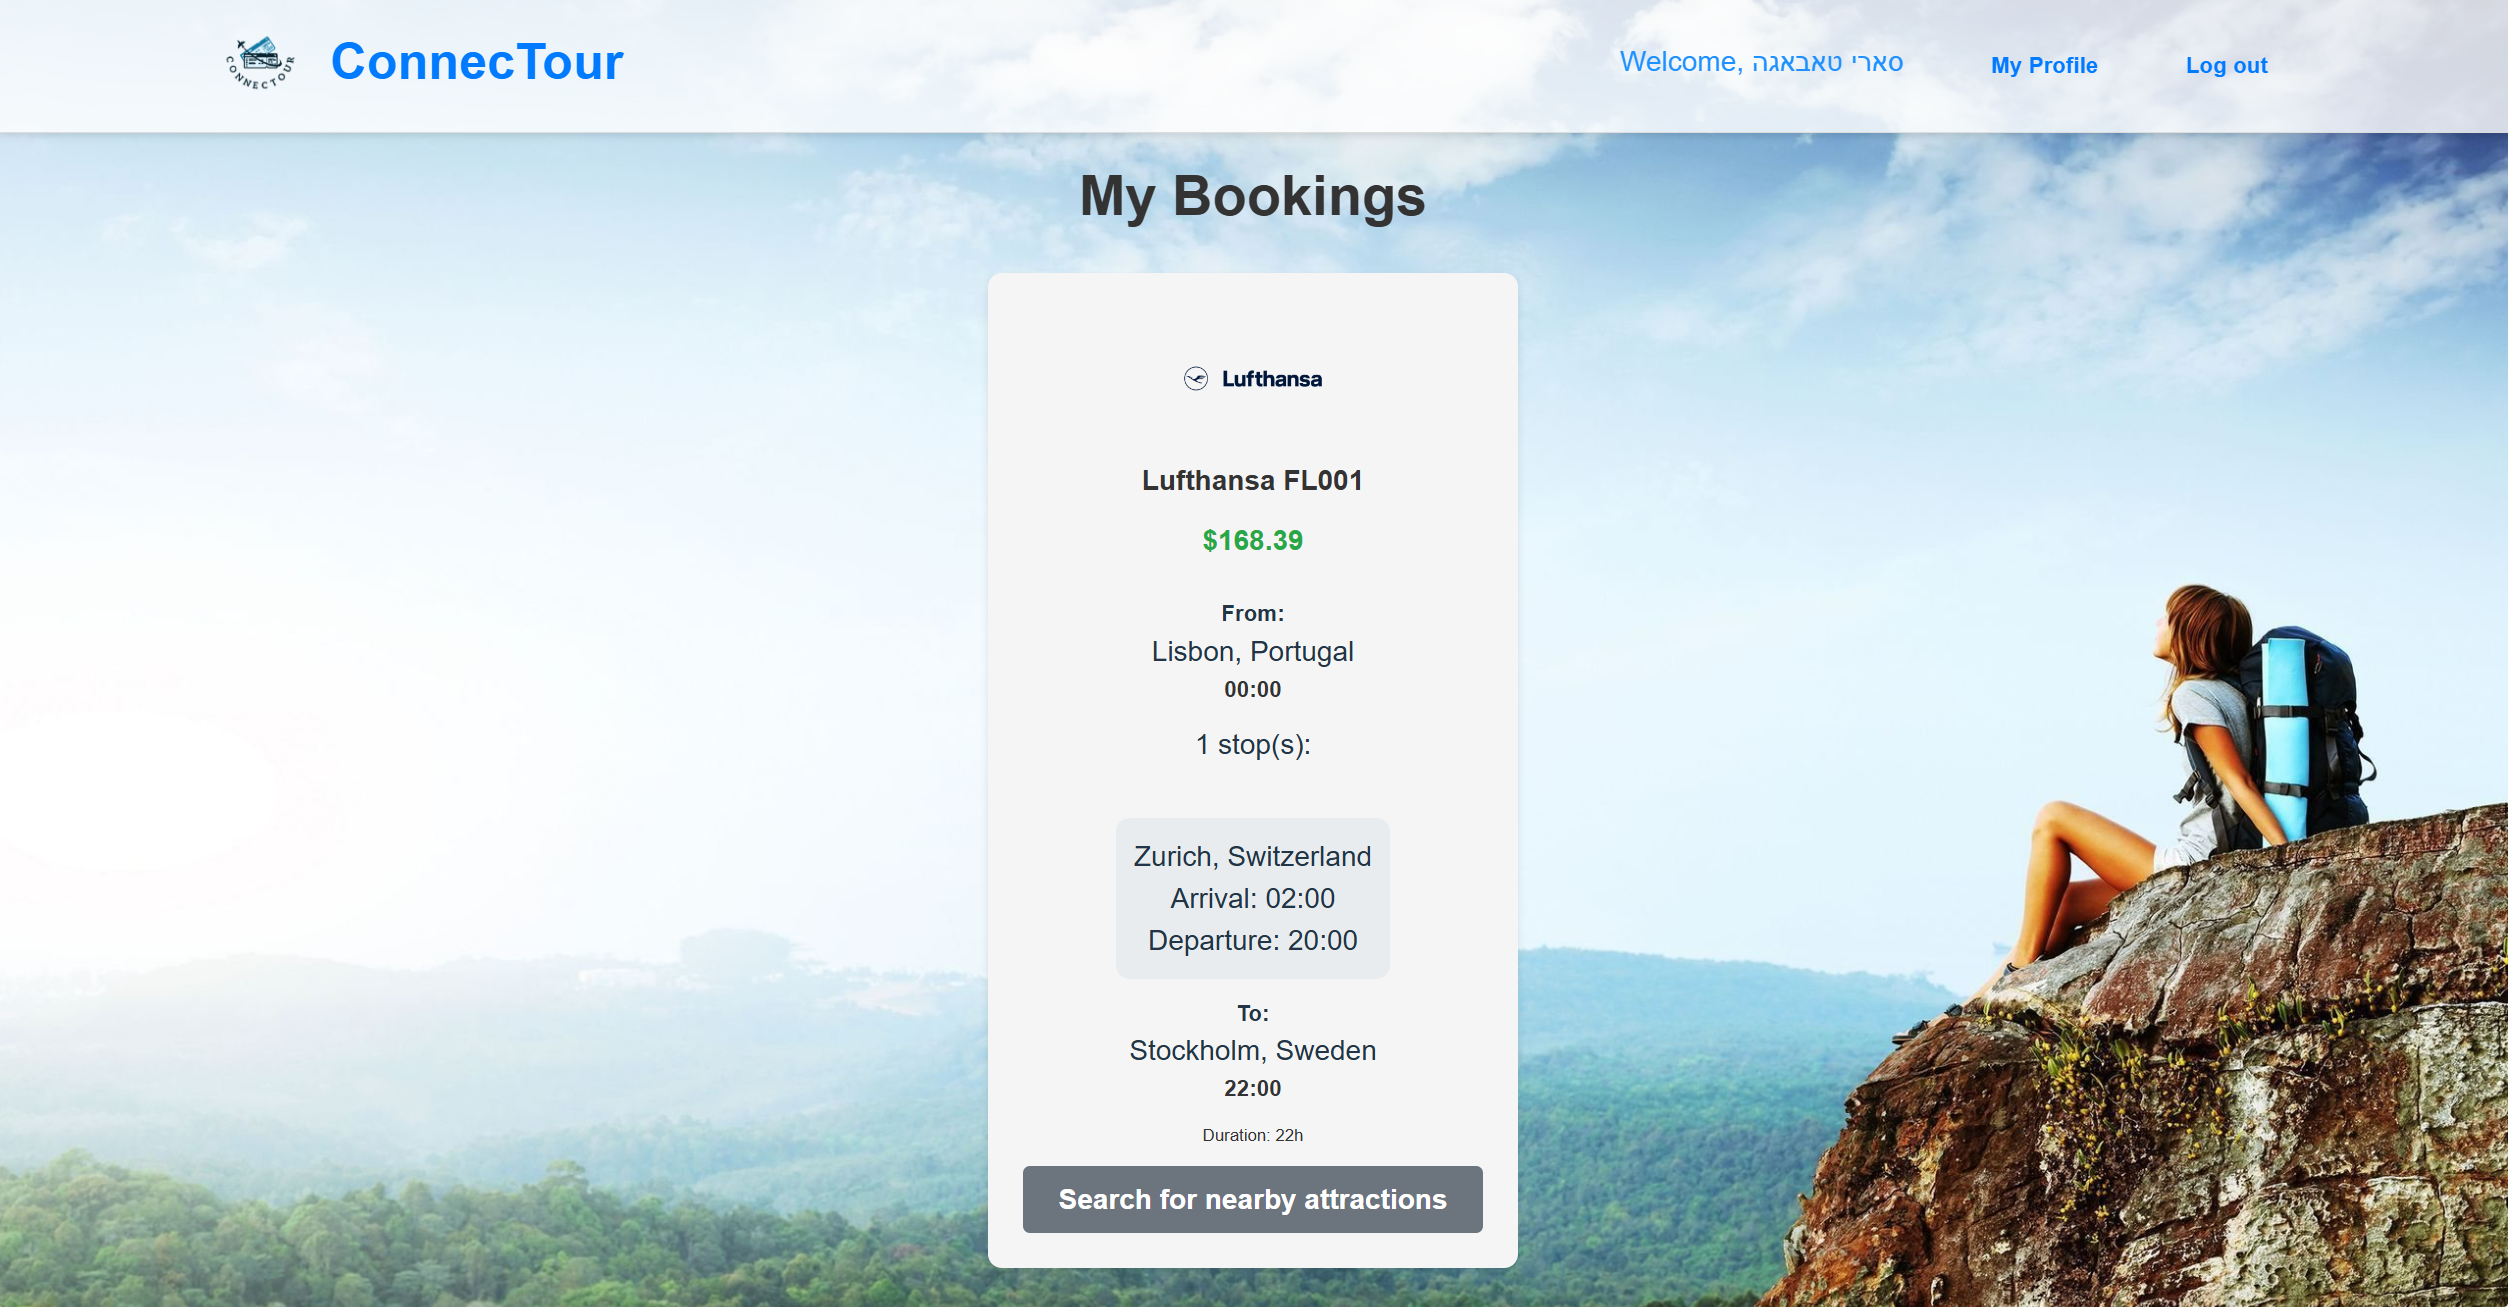 CONNECTOUR
ConnecTour
Welcome, סארי טאבאגה
My Profile
Log out
My Bookings
Lufthansa
Lufthansa FL001
$168.39
From:
Lisbon, Portugal
00:00
1 stop(s):
Zurich, Switzerland
Arrival: 02:00
Departure: 20:00
To:
Stockholm, Sweden
22:00
Duration: 22h
Search for nearby attractions